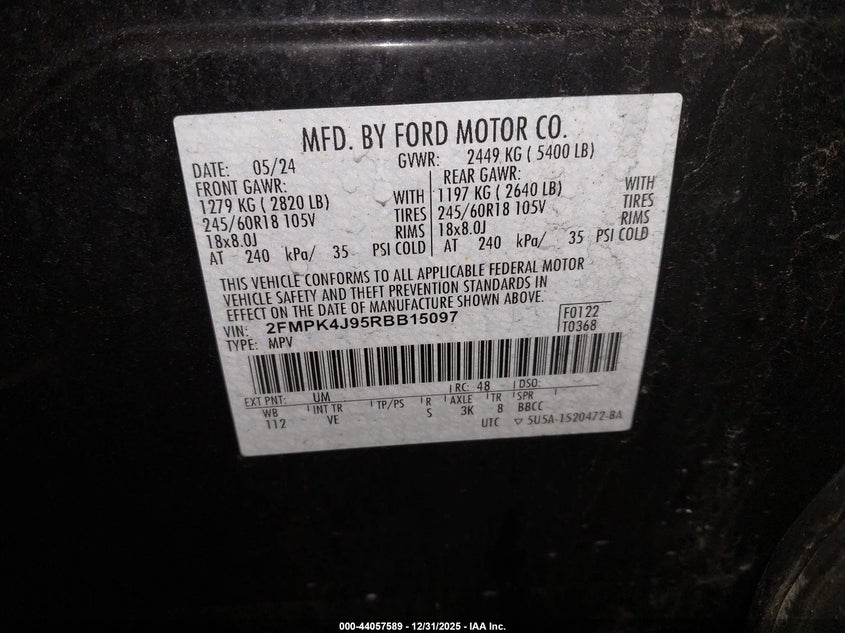 MFD. BY FORD MOTOR CO.
DATE: 05/24 GVWR: 2449 KG ( 5400 LB)
FRONT GAWR: REAR GAWR:
1279 KG ( 2820 LB) WITH 1197 KG ( 2640 LB) WITH
245/60R18 105V TIRES 245/60R18 105V TIRES
18x8.0J RIMS 18x8.0J RIMS
AT 240 kPa/ 35 PSI COLD AT 240 kPa/ 35 PSI COLD
THIS VEHICLE CONFORMS TO ALL APPLICABLE FEDERAL MOTOR
VEHICLE SAFETY AND THEFT PREVENTION STANDARDS IN
EFFECT ON THE DATE OF MANUFACTURE SHOWN ABOVE.
VIN: 2FMPK4J95RBB15097 F0122
TYPE: MPV T0368
EXT PNT: UM RC: 48 DSO:
WB INT TR TP/PS R AXLE TR SPR
112 VE S 3K 8 BBCC
UTC ▽ 5U5A-1520472-BA
000-44057589 - 12/31/2025 - IAA Inc.